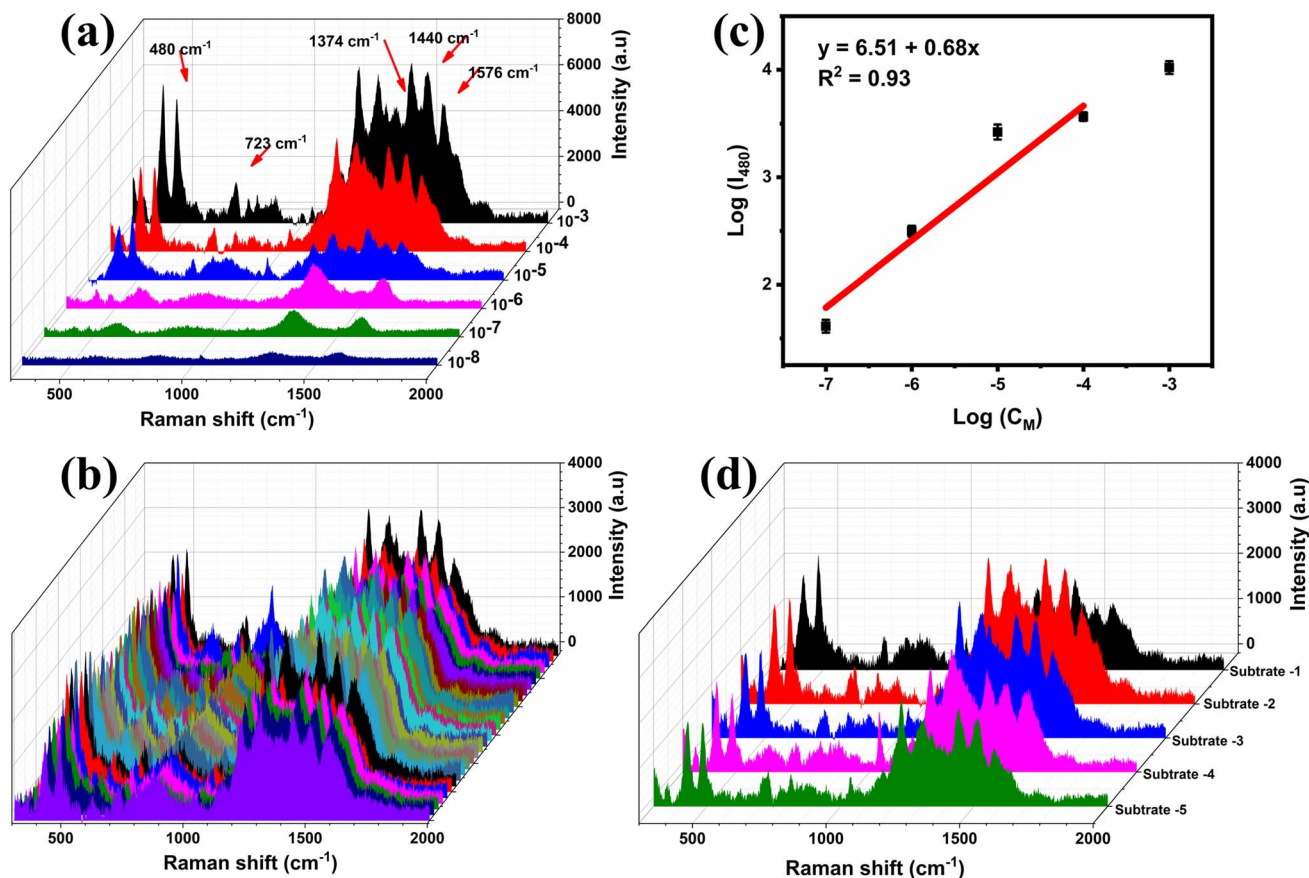 (a)
480 cm⁻¹
1374 cm⁻¹
1440 cm⁻¹
1576 cm⁻¹
723 cm⁻¹
8000
6000
4000
2000
0
Intensity (a.u)
10⁻³
10⁻⁴
10⁻⁵
10⁻⁶
10⁻⁷
10⁻⁸
500
1000
1500
2000
Raman shift (cm⁻¹)
(c)
y = 6.51 + 0.68x
R² = 0.93
4
3
2
Log (I₄₈₀)
-7
-6
-5
-4
-3
Log (C_M)
(b)
4000
3000
2000
1000
0
Intensity (a.u)
500
1000
1500
2000
Raman shift (cm⁻¹)
(d)
4000
3000
2000
1000
0
Intensity (a.u)
Subtrate -1
Subtrate -2
Subtrate -3
Subtrate -4
Subtrate -5
500
1000
1500
2000
Raman shift (cm⁻¹)